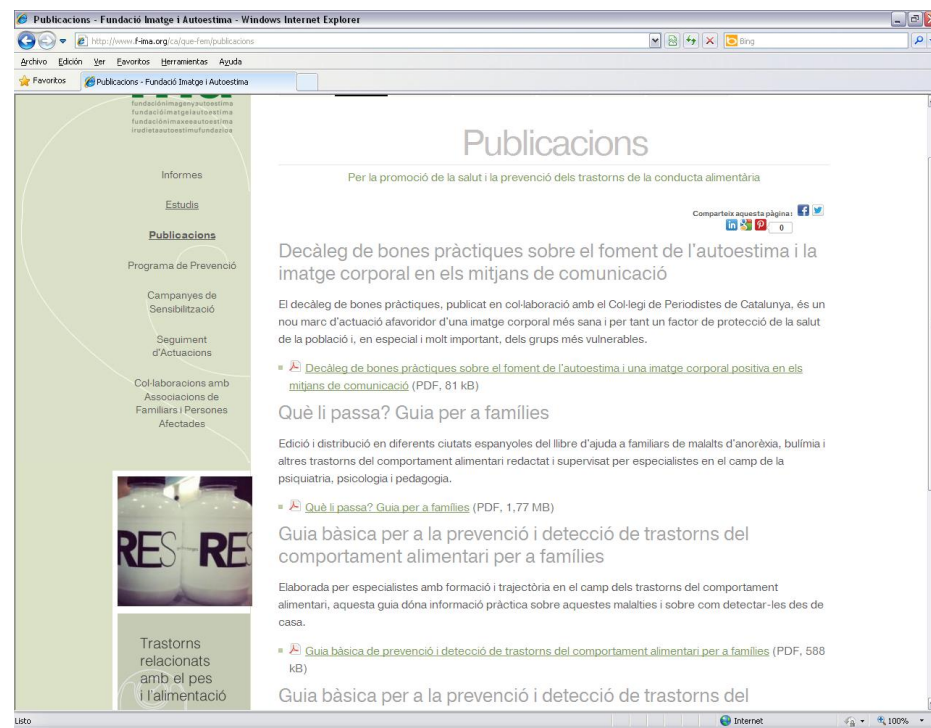 Publicacions - Fundació Imatge i Autoestima - Windows Internet Explorer
http://www.f-ima.org/ca/que-fem/publicacions
Bing
Archivo Edición Ver Favoritos Herramientas Ayuda
Favoritos
Publicacions - Fundació Imatge i Autoestima
fundaciónimagenyautoestima
fundacióimatgeiautoestima
fundaciónimaxeeautoestima
irudietaautoestimufundazioa
Informes
Estudis
Publicacions
Programa de Prevenció
Campanyes de
Sensibilització
Seguiment
d'Actuacions
Col·laboracions amb
Associacions de
Familiars i Persones
Afectades
RES RE
Trastorns
relacionats
amb el pes
i l'alimentació
Publicacions
Per la promoció de la salut i la prevenció dels trastorns de la conducta alimentària
Comparteix aquesta pàgina:
0
Decàleg de bones pràctiques sobre el foment de l'autoestima i la
imatge corporal en els mitjans de comunicació
El decàleg de bones pràctiques, publicat en col·laboració amb el Col·legi de Periodistes de Catalunya, és un
nou marc d'actuació afavoridor d'una imatge corporal més sana i per tant un factor de protecció de la salut
de la població i, en especial i molt important, dels grups més vulnerables.
Decàleg de bones pràctiques sobre el foment de l'autoestima i una imatge corporal positiva en els
mitjans de comunicació (PDF, 81 kB)
Què li passa? Guia per a famílies
Edició i distribució en diferents ciutats espanyoles del llibre d'ajuda a familiars de malalts d'anorèxia, bulímia i
altres trastorns del comportament alimentari redactat i supervisat per especialistes en el camp de la
psiquiatria, psicologia i pedagogia.
Què li passa? Guia per a famílies (PDF, 1,77 MB)
Guia bàsica per a la prevenció i detecció de trastorns del
comportament alimentari per a famílies
Elaborada per especialistes amb formació i trajectòria en el camp dels trastorns del comportament
alimentari, aquesta guia dóna informació pràctica sobre aquestes malalties i sobre com detectar-les des de
casa.
Guia bàsica de prevenció i detecció de trastorns del comportament alimentari per a famílies (PDF, 588
kB)
Guia bàsica per a la prevenció i detecció de trastorns del
Listo
Internet
100%